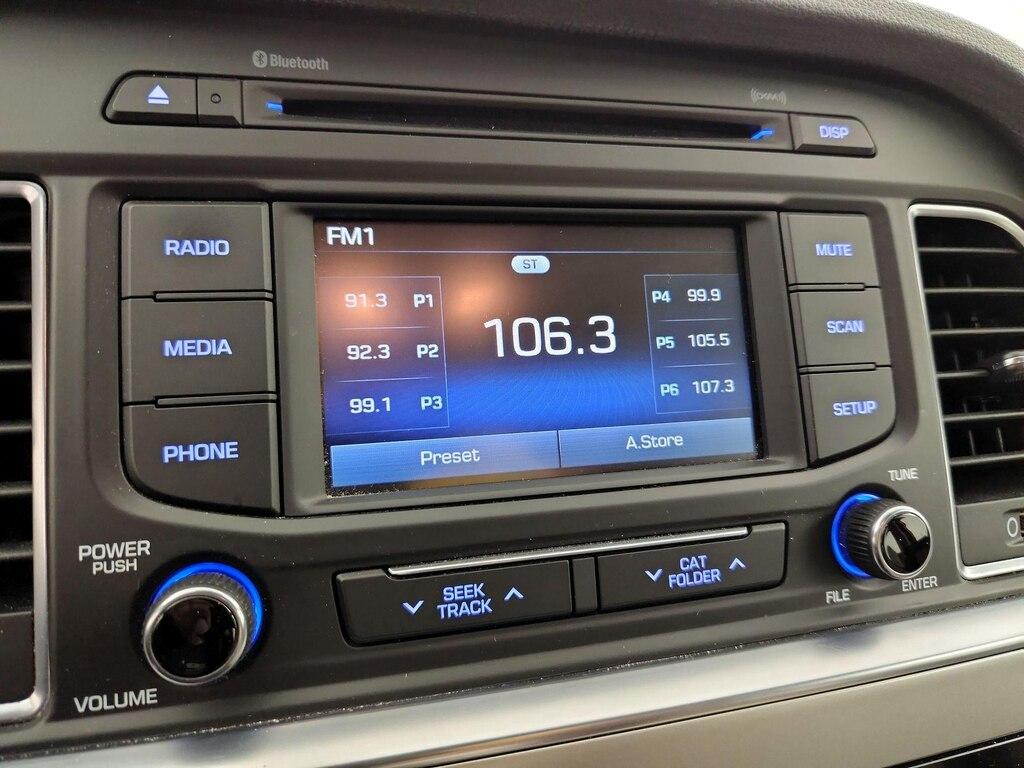 Bluetooth
((XM))
DISP
RADIO
MEDIA
PHONE
FM1
ST
91.3 P1
92.3 P2
99.1 P3
106.3
P4 99.9
P5 105.5
P6 107.3
Preset
A.Store
MUTE
SCAN
SETUP
POWER
PUSH
VOLUME
SEEK
TRACK
CAT
FOLDER
TUNE
FILE
ENTER